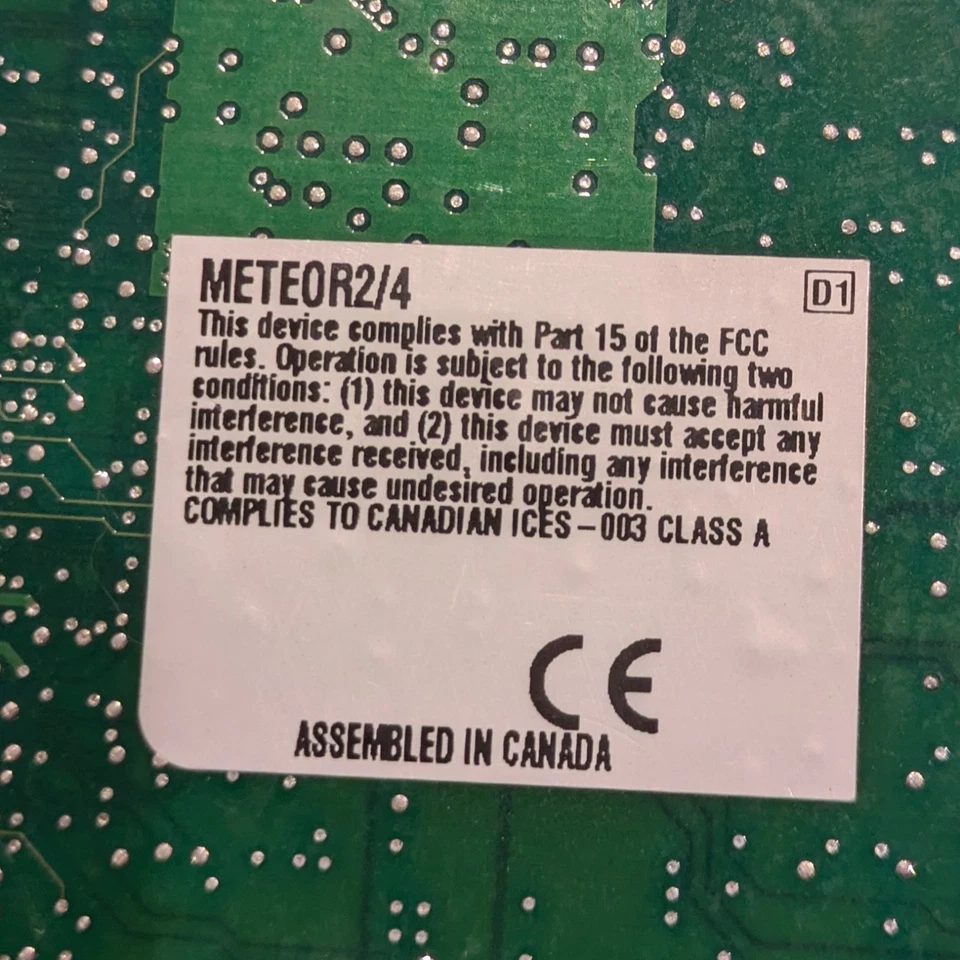 METEOR2/4
D1
This device complies with Part 15 of the FCC
rules. Operation is subject to the following two
conditions: (1) this device may not cause harmful
interference, and (2) this device must accept any
interference received, including any interference
that may cause undesired operation.
COMPLIES TO CANADIAN ICES-003 CLASS A
CE
ASSEMBLED IN CANADA